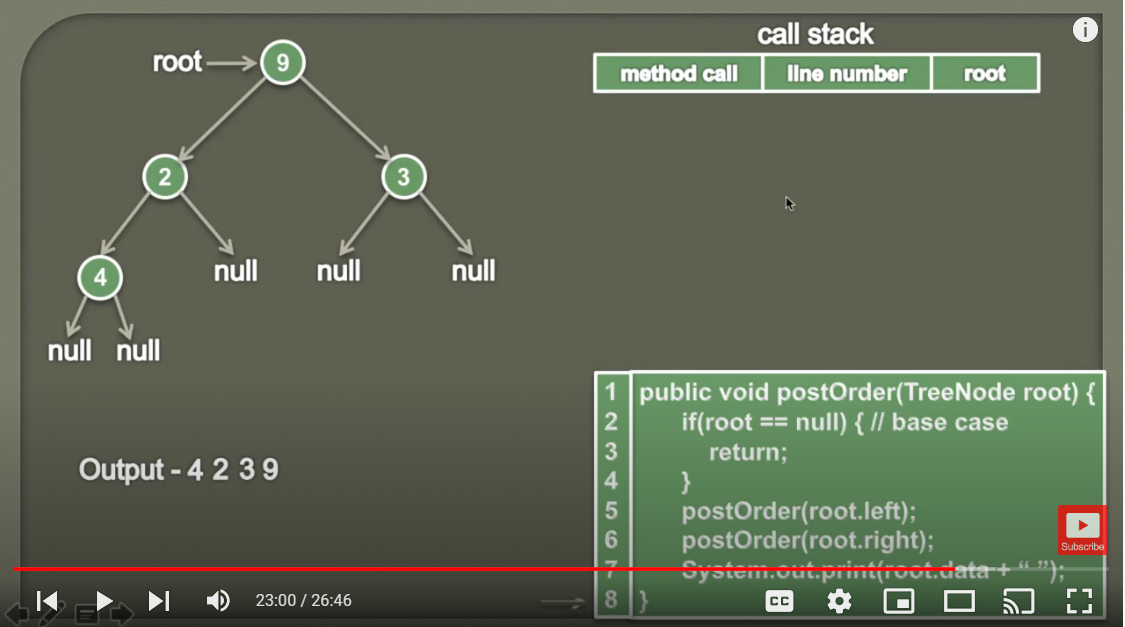 root
9
2
3
4
null
null
null
null
null
Output - 4 2 3 9
call stack
method call line number root
1 public void postOrder(TreeNode root) {
2 if(root == null) { // base case
3 return;
4 }
5 postOrder(root.left);
6 postOrder(root.right);
7 System.out.print(root.data + “ ”);
8 }
Subscribe
23:00 / 26:46
CC